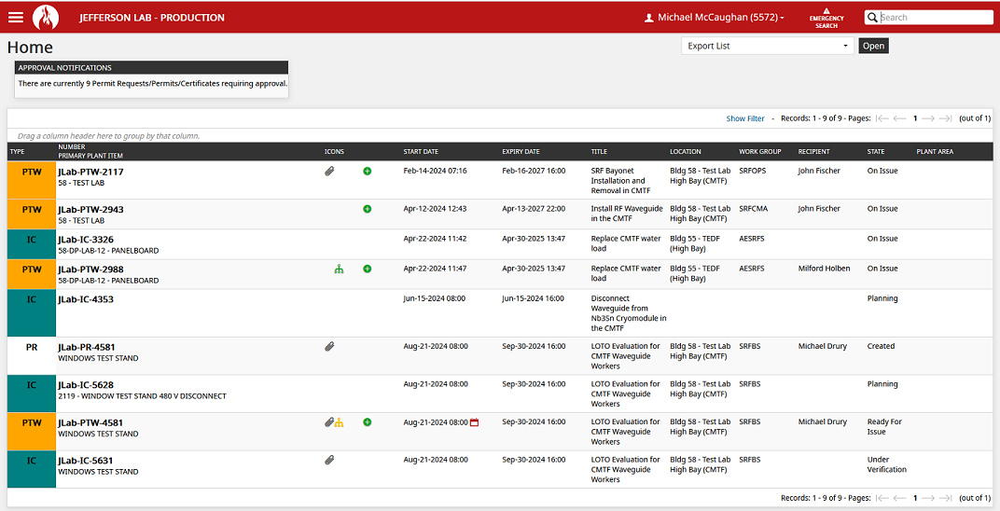 JEFFERSON LAB - PRODUCTION
Michael McCaughan (5572)
EMERGENCY
SEARCH
Search
Home
Export List
Open
APPROVAL NOTIFICATIONS
There are currently 9 Permit Requests/Permits/Certificates requiring approval.
Show Filter - Records: 1 - 9 of 9 - Pages: 1 (out of 1)
Drag a column header here to group by that column.
TYPE
NUMBER
PRIMARY PLANT ITEM
ICONS
START DATE
EXPIRY DATE
TITLE
LOCATION
WORK GROUP
RECIPIENT
STATE
PLANT AREA
PTW
JLab-PTW-2117
58 - TEST LAB
Feb-14-2024 07:16
Feb-16-2027 16:00
SRF Bayonet
Installation and
Removal in CMTF
Bldg 58 - Test Lab
High Bay (CMTF)
SRFOPS
John Fischer
On Issue
PTW
JLab-PTW-2943
58 - TEST LAB
Apr-12-2024 12:43
Apr-13-2027 22:00
Install RF Waveguide
in the CMTF
Bldg 58 - Test Lab
High Bay (CMTF)
SRFCMA
John Fischer
On Issue
IC
JLab-IC-3326
58-DP-LAB-12 - PANELBOARD
Apr-22-2024 11:42
Apr-30-2025 13:47
Replace CMTF water
load
Bldg 55 - TEDF
(High Bay)
AESRFS
On Issue
PTW
JLab-PTW-2988
58-DP-LAB-12 - PANELBOARD
Apr-22-2024 11:47
Apr-30-2025 13:47
Replace CMTF water
load
Bldg 55 - TEDF
(High Bay)
AESRFS
Milford Holben
On Issue
IC
JLab-IC-4353
Jun-15-2024 08:00
Jun-15-2024 16:00
Disconnect
Waveguide from
Nb3Sn Cryomodule in
the CMTF
Planning
PR
JLab-PR-4581
WINDOWS TEST STAND
Aug-21-2024 08:00
Sep-30-2024 16:00
LOTO Evaluation for
CMTF Waveguide
Workers
Bldg 58 - Test Lab
High Bay (CMTF)
SRFBS
Michael Drury
Created
IC
JLab-IC-5628
2119 - WINDOW TEST STAND 480 V DISCONNECT
Aug-21-2024 08:00
Sep-30-2024 16:00
LOTO Evaluation for
CMTF Waveguide
Workers
Bldg 58 - Test Lab
High Bay (CMTF)
SRFBS
Planning
PTW
JLab-PTW-4581
WINDOWS TEST STAND
Aug-21-2024 08:00
Sep-30-2024 16:00
LOTO Evaluation for
CMTF Waveguide
Workers
Bldg 58 - Test Lab
High Bay (CMTF)
SRFBS
Michael Drury
Ready For
Issue
IC
JLab-IC-5631
WINDOWS TEST STAND
Aug-21-2024 08:00
Sep-30-2024 16:00
LOTO Evaluation for
CMTF Waveguide
Workers
Bldg 58 - Test Lab
High Bay (CMTF)
SRFBS
Under
Verification
Records: 1 - 9 of 9 - Pages: 1 (out of 1)